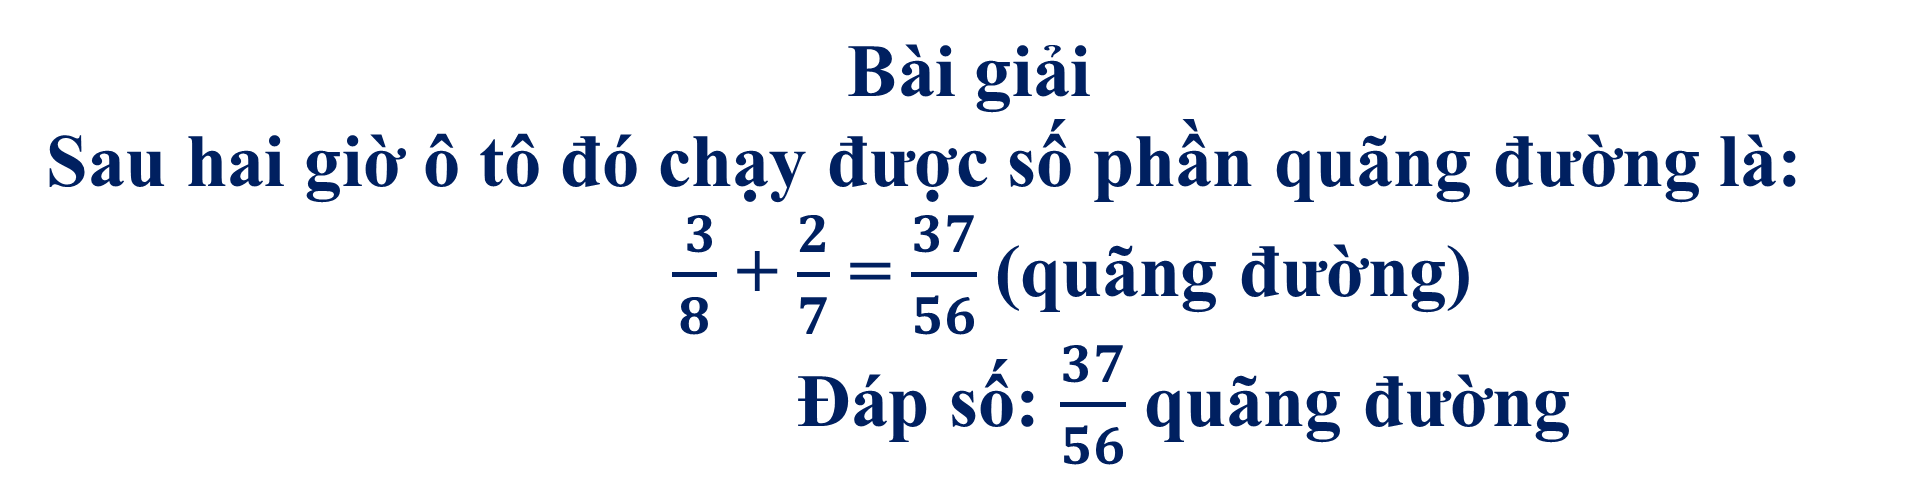 Bài giải
Sau hai giờ ô tô đó chạy được số phần quãng đường là:
3/8 + 2/7 = 37/56 (quãng đường)
Đáp số: 37/56 quãng đường